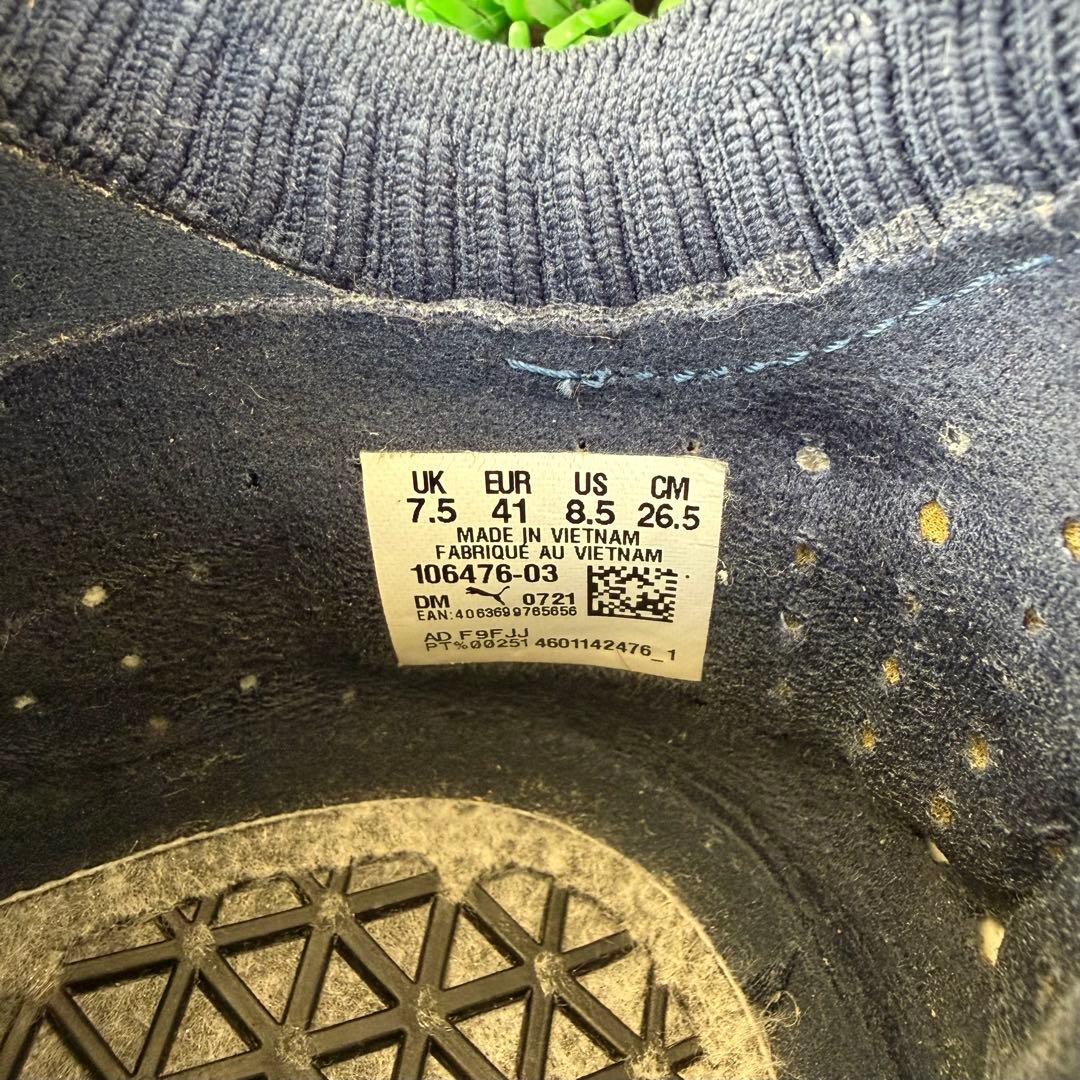 UK EUR US CM
7.5 41 8.5 26.5
MADE IN VIETNAM
FABRIQUÉ AU VIETNAM
106476-03
DM 0721
EAN:4063699765656
AD F9FJJ
PT%00251 4601142476_1